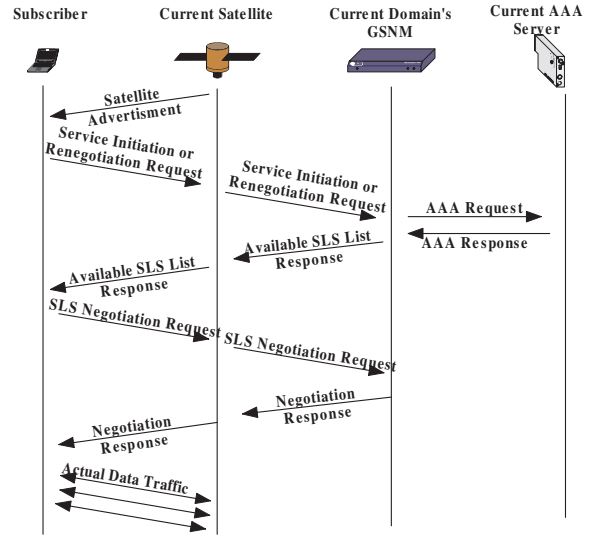 Subscriber
Current Satellite
Current Domain's
GSNM
Current AAA
Server
Satellite
Advertisment
Service Initiation or
Renegotiation Request
Service Initiation or
Renegotiation Request
AAA Request
AAA Response
Available SLS List
Response
Available SLS List
Response
SLS Negotiation Request
SLS Negotiation Request
Negotiation
Response
Negotiation
Response
Actual Data Traffic